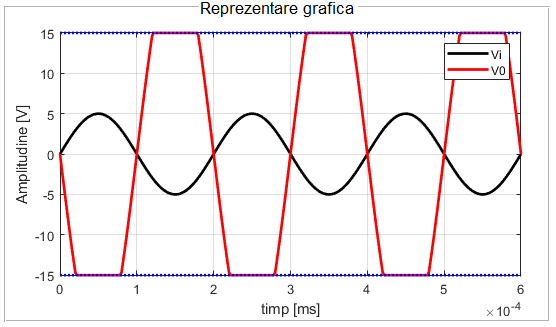 Reprezentare grafica
Amplitudine [V]
15
10
5
0
-5
-10
-15
Vi
V0
0 1 2 3 4 5 6
timp [ms]
×10⁻⁴